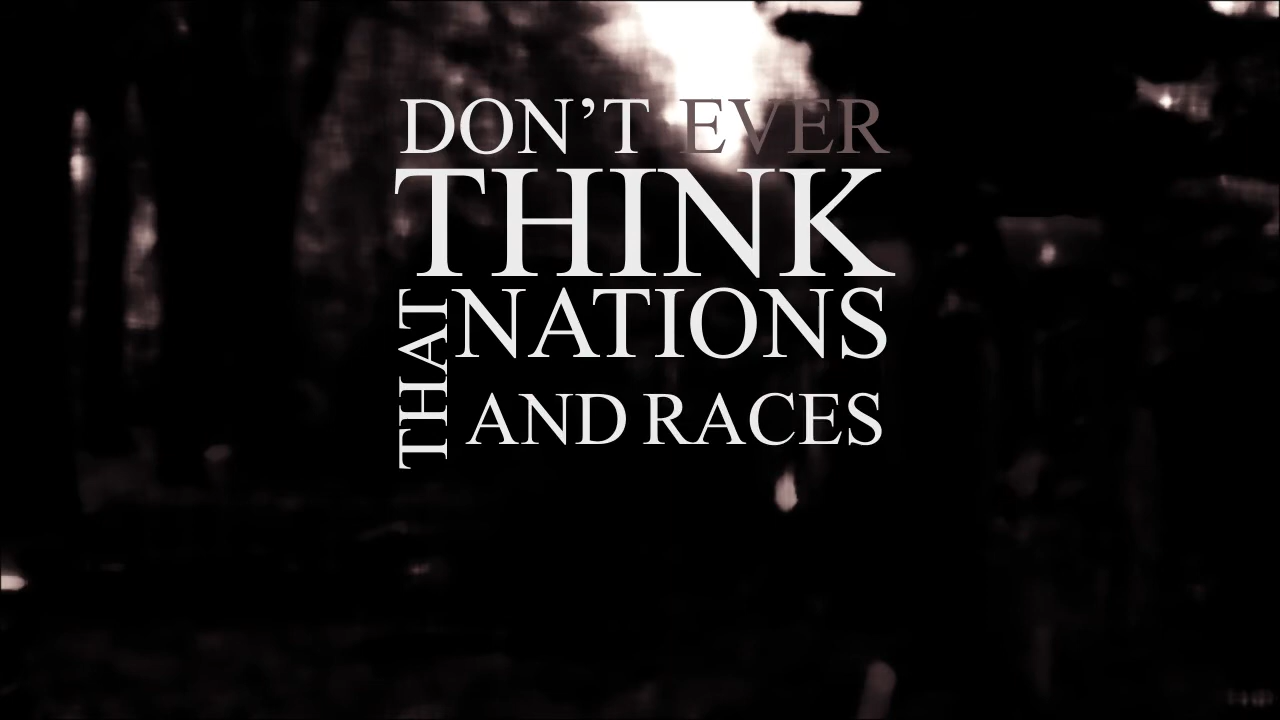 DON’T EVER
THINK
THAT
NATIONS
AND RACES